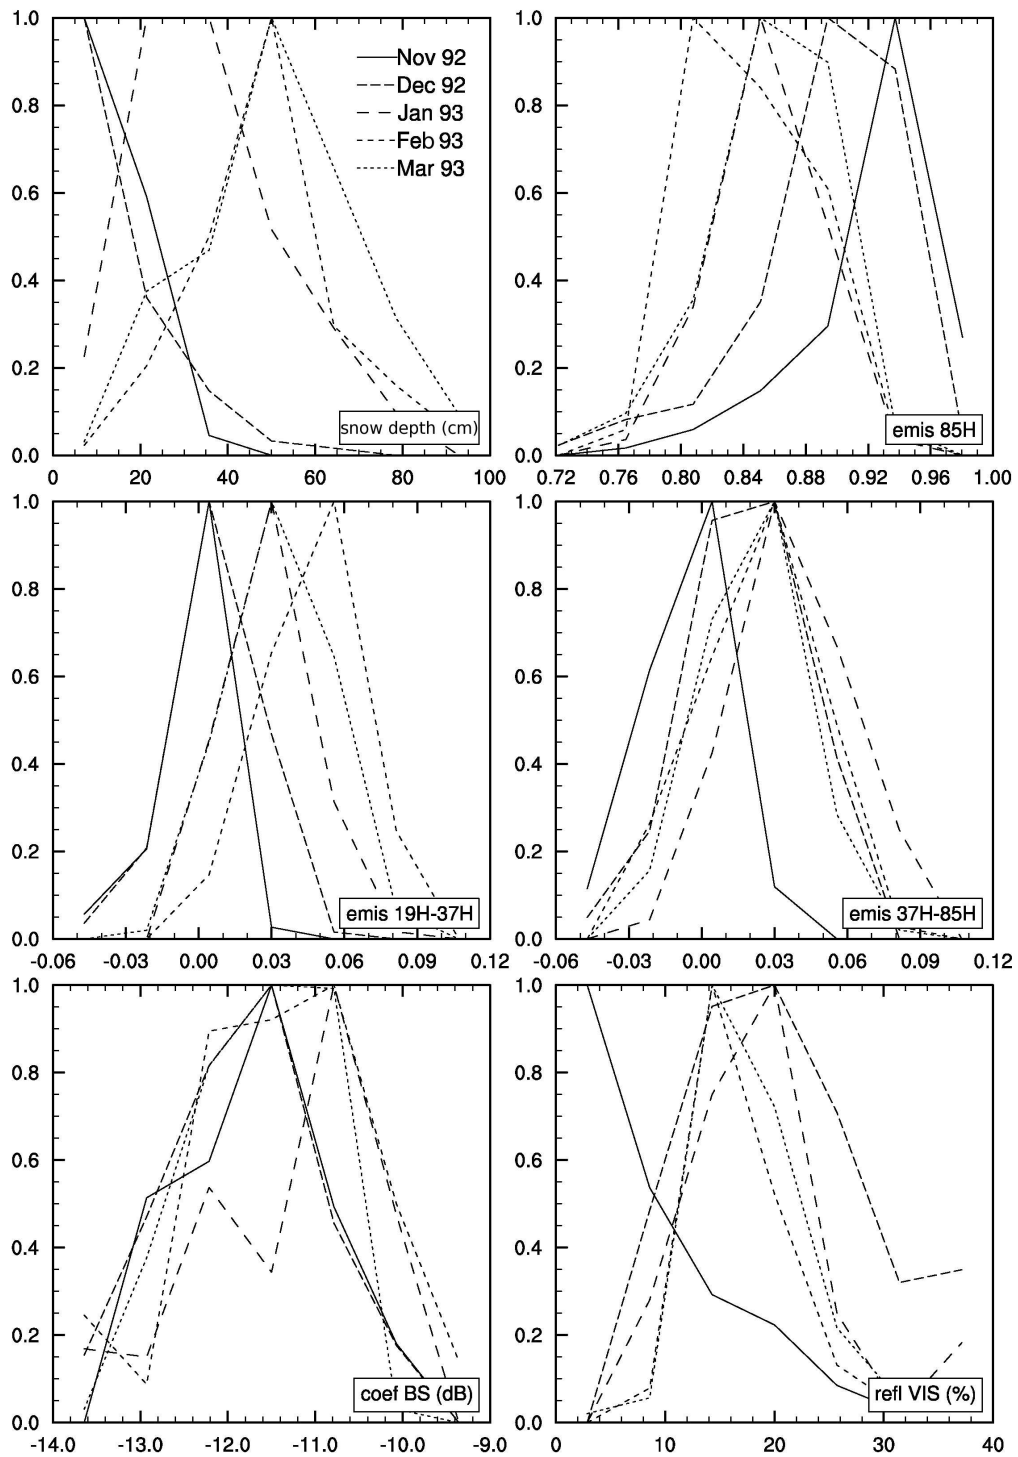 1.0
0.8
0.6
0.4
0.2
0.0
Nov 92
Dec 92
Jan 93
Feb 93
Mar 93
snow depth (cm)
0 20 40 60 80 100
1.0
0.8
0.6
0.4
0.2
0.0
emis 85H
0.72 0.76 0.80 0.84 0.88 0.92 0.96 1.00
1.0
0.8
0.6
0.4
0.2
0.0
emis 19H-37H
-0.06 -0.03 0.00 0.03 0.06 0.09 0.12
1.0
0.8
0.6
0.4
0.2
0.0
emis 37H-85H
-0.06 -0.03 0.00 0.03 0.06 0.09 0.12
1.0
0.8
0.6
0.4
0.2
0.0
coef BS (dB)
-14.0 -13.0 -12.0 -11.0 -10.0 -9.0
1.0
0.8
0.6
0.4
0.2
0.0
refl VIS (%)
0 10 20 30 40